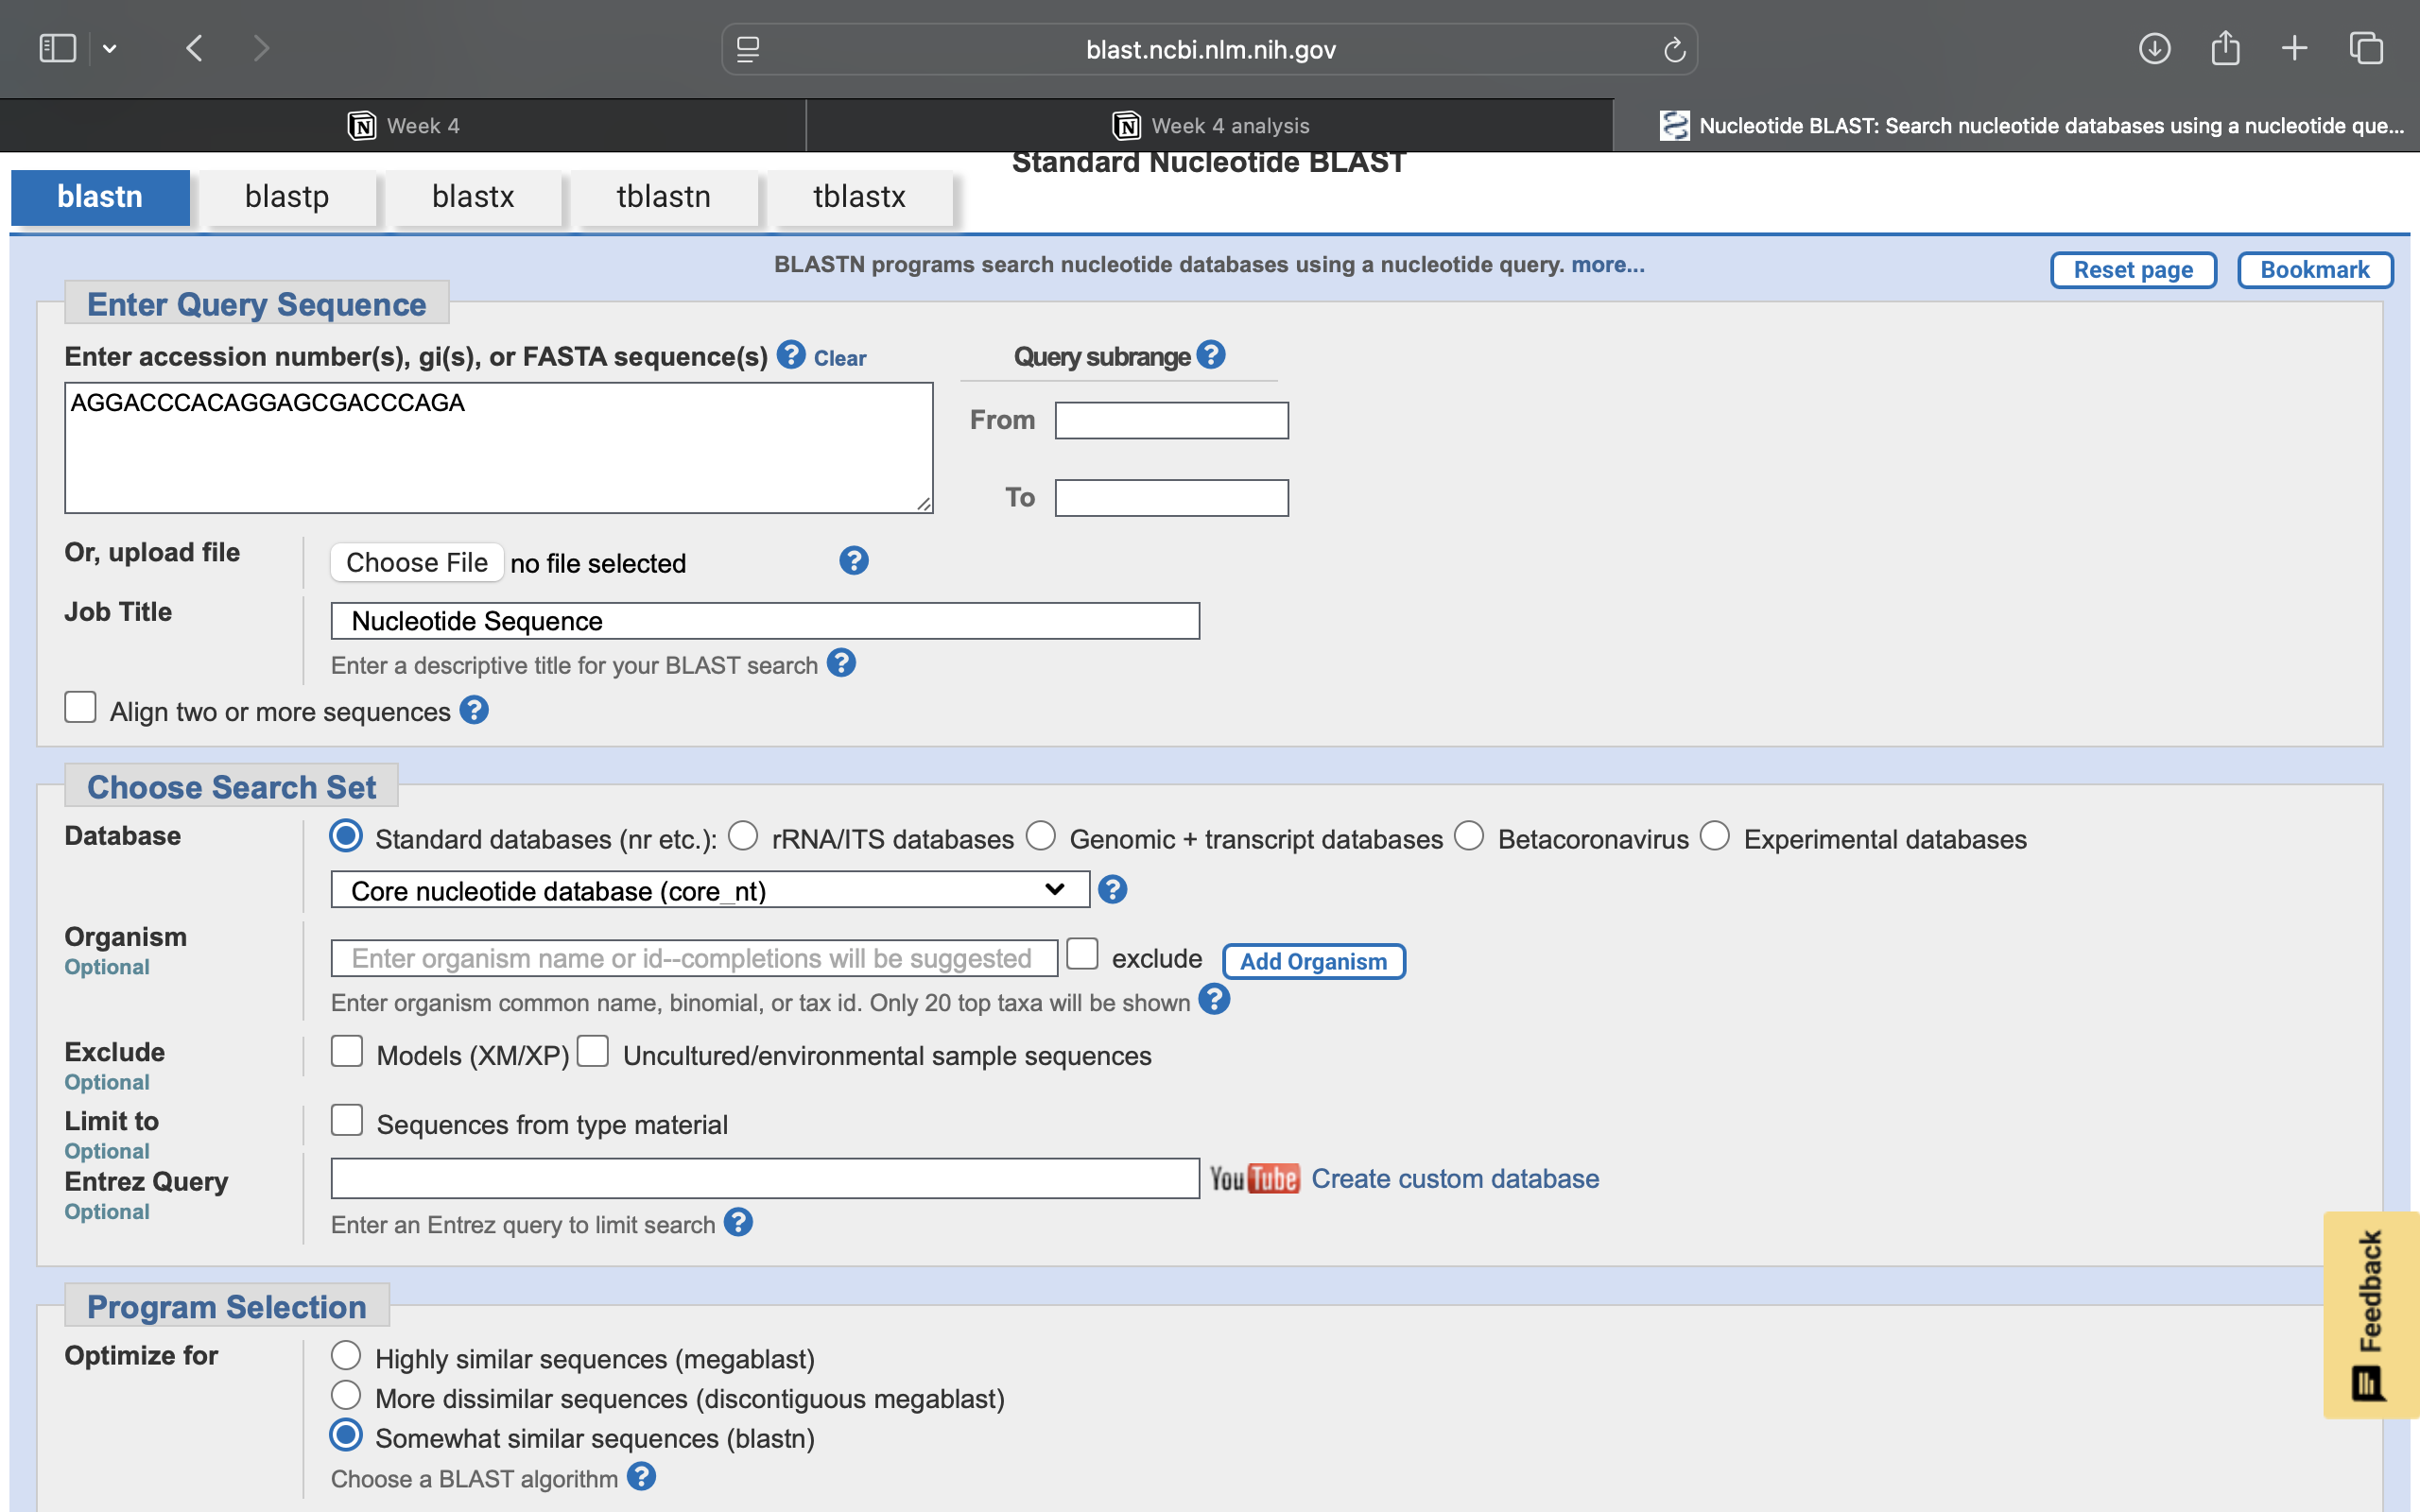 blast.ncbi.nlm.nih.gov
Week 4
Week 4 analysis
Nucleotide BLAST: Search nucleotide databases using a nucleotide que...
Standard Nucleotide BLAST
blastn blastp blastx tblastn tblastx
BLASTN programs search nucleotide databases using a nucleotide query. more...
Reset page Bookmark
Enter Query Sequence
Enter accession number(s), gi(s), or FASTA sequence(s) ? Clear
Query subrange ?
AGGACCCACAGGAGCGACCCAGA
From
To
Or, upload file Choose File no file selected ?
Job Title Nucleotide Sequence
Enter a descriptive title for your BLAST search ?
Align two or more sequences ?
Choose Search Set
Database Standard databases (nr etc.): rRNA/ITS databases Genomic + transcript databases Betacoronavirus Experimental databases
Core nucleotide database (core_nt) ?
Organism
Optional
Enter organism name or id--completions will be suggested exclude Add Organism
Enter organism common name, binomial, or tax id. Only 20 top taxa will be shown ?
Exclude
Optional
Models (XM/XP) Uncultured/environmental sample sequences
Limit to
Optional
Sequences from type material
Entrez Query
Optional
YouTube Create custom database
Enter an Entrez query to limit search ?
Program Selection
Optimize for
Highly similar sequences (megablast)
More dissimilar sequences (discontiguous megablast)
Somewhat similar sequences (blastn)
Choose a BLAST algorithm ?
Feedback